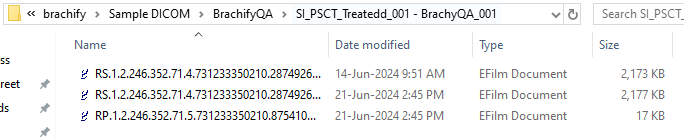 « brachify > Sample DICOM > BrachifyQA > SI_PSCT_Treatedd_001 - BrachyQA_001
Search SI_PSCT_
Name Date modified Type Size
RS.1.2.246.352.71.4.731233350210.2874926... 14-Jun-2024 9:51 AM EFilm Document 2,173 KB
RS.1.2.246.352.71.4.731233350210.2874926... 21-Jun-2024 2:45 PM EFilm Document 2,177 KB
RP.1.2.246.352.71.5.731233350210.875410... 21-Jun-2024 2:45 PM EFilm Document 17 KB
ss
reet
ds